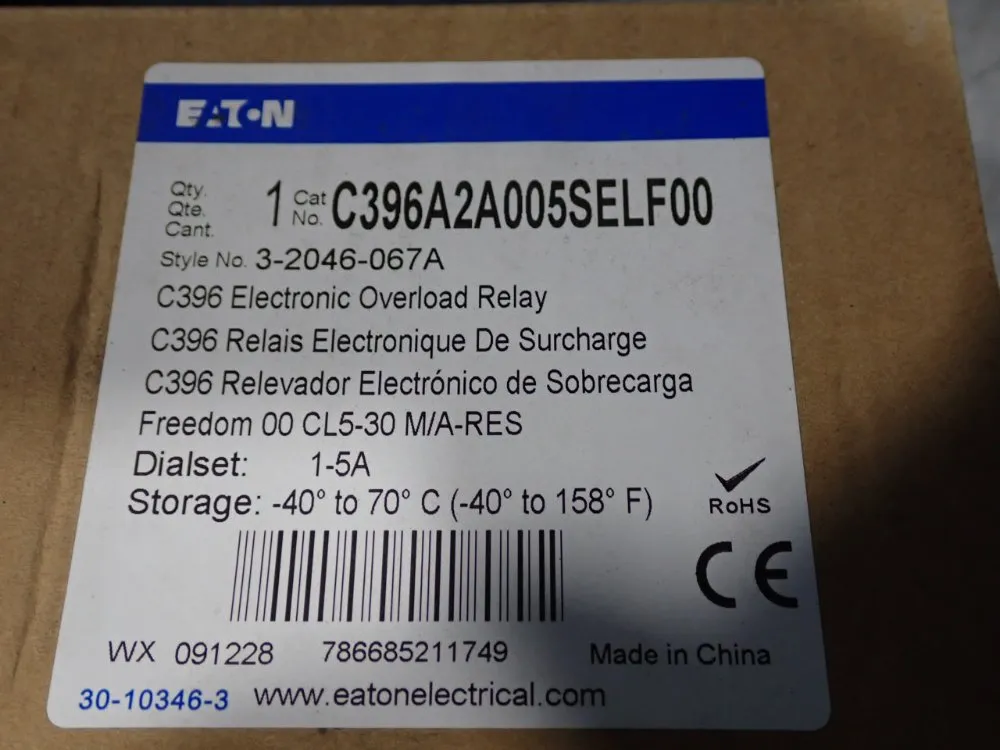 EATON
Qty. Qte. Cant. 1 Cat No. C396A2A005SELF00
Style No. 3-2046-067A
C396 Electronic Overload Relay
C396 Relais Electronique De Surcharge
C396 Relevador Electrónico de Sobrecarga
Freedom 00 CL5-30 M/A-RES
Dialset: 1-5A
Storage: -40° to 70° C (-40° to 158° F)
RoHS
CE
WX 091228 786685211749 Made in China
30-10346-3 www.eatonelectrical.com